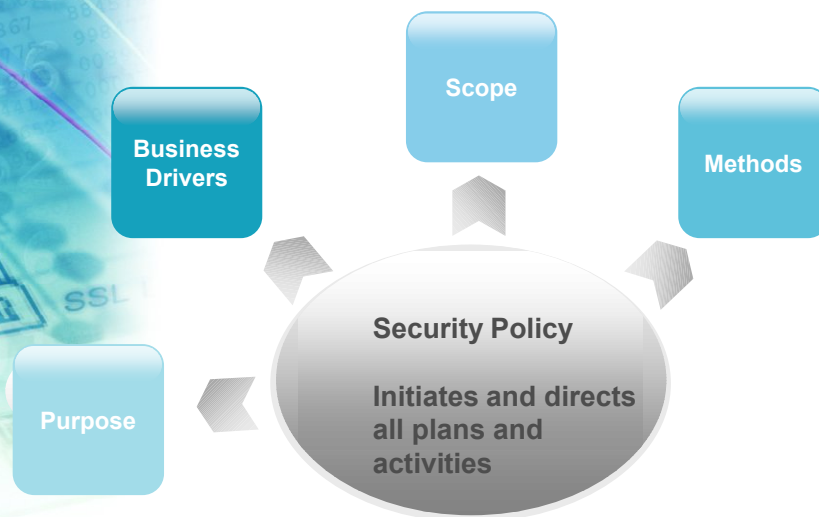 Scope
Business
Drivers
Methods
Security Policy
Initiates and directs
all plans and
activities
Purpose
SSL